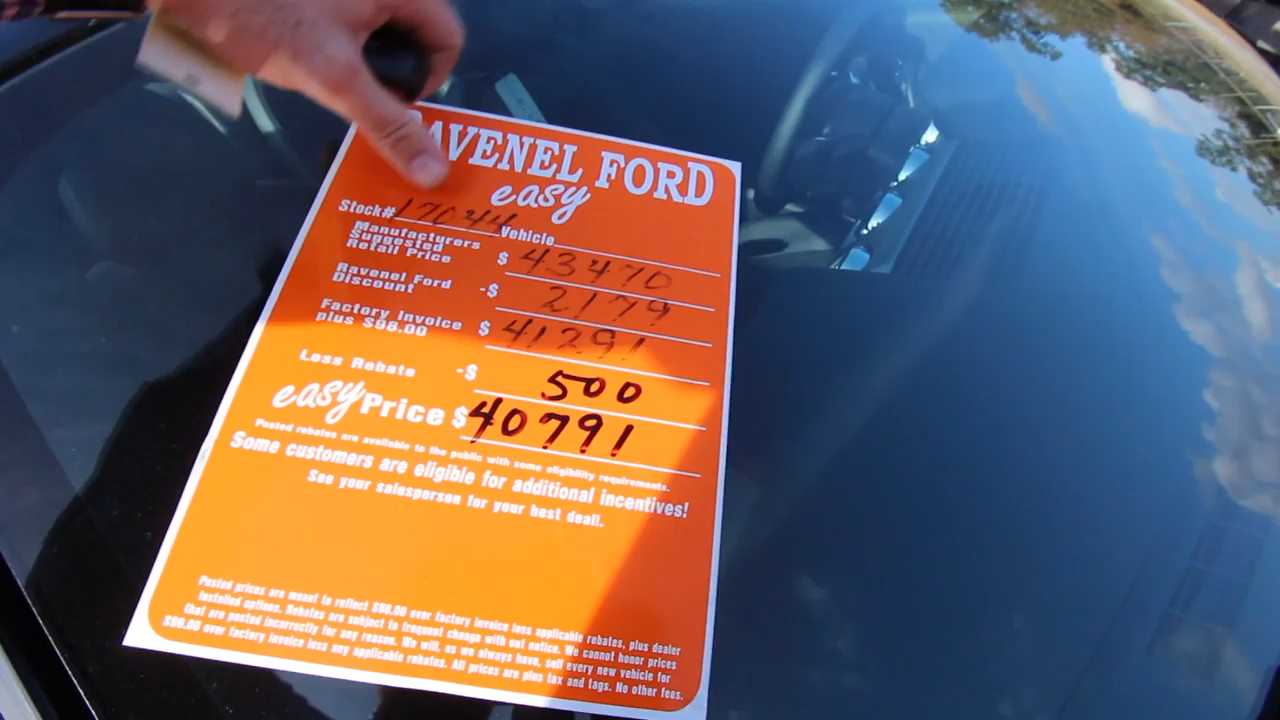 RAVENEL FORD
easy
Stock# 17044 Vehicle
Manufacturers Suggested Retail Price $ 43470
Ravenel Ford Discount -$ 2179
Factory Invoice plus $98.00 $ 41291
Less Rebate -$ 500
easy Price $ 40791
Posted rebates are available to the public with some eligibility requirements.
Some customers are eligible for additional incentives!
See your salesperson for your best deal!.
Posted prices are meant to reflect $98.00 over factory invoice less applicable rebates, plus dealer
installed options. Rebates are subject to frequent change with out notice. We cannot honor prices
that are posted incorrectly for any reason. We will, as we always have, sell every new vehicle for
$98.00 over factory invoice less any applicable rebates. All prices are plus tax and tags. No other fees.